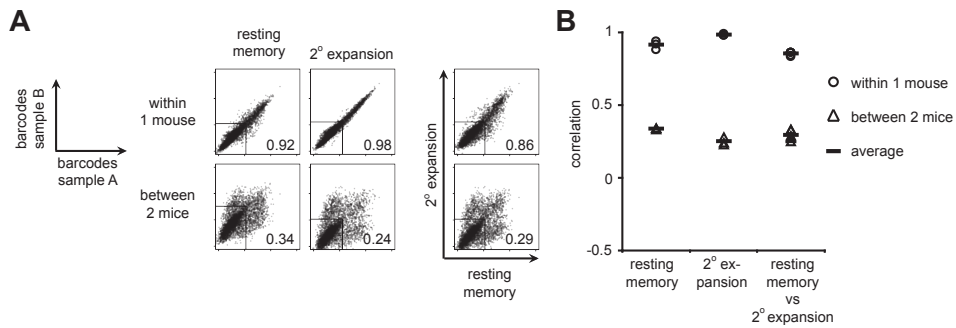 A
barcodes
sample B
barcodes
sample A
resting
memory
2° expansion
within
1 mouse
0.92
0.98
0.86
between
2 mice
0.34
0.24
0.29
2° expansion
resting
memory
B
correlation
1
0.5
0
-0.5
resting
memory
2° ex-
pansion
resting
memory
vs
2° expansion
within 1 mouse
between 2 mice
average